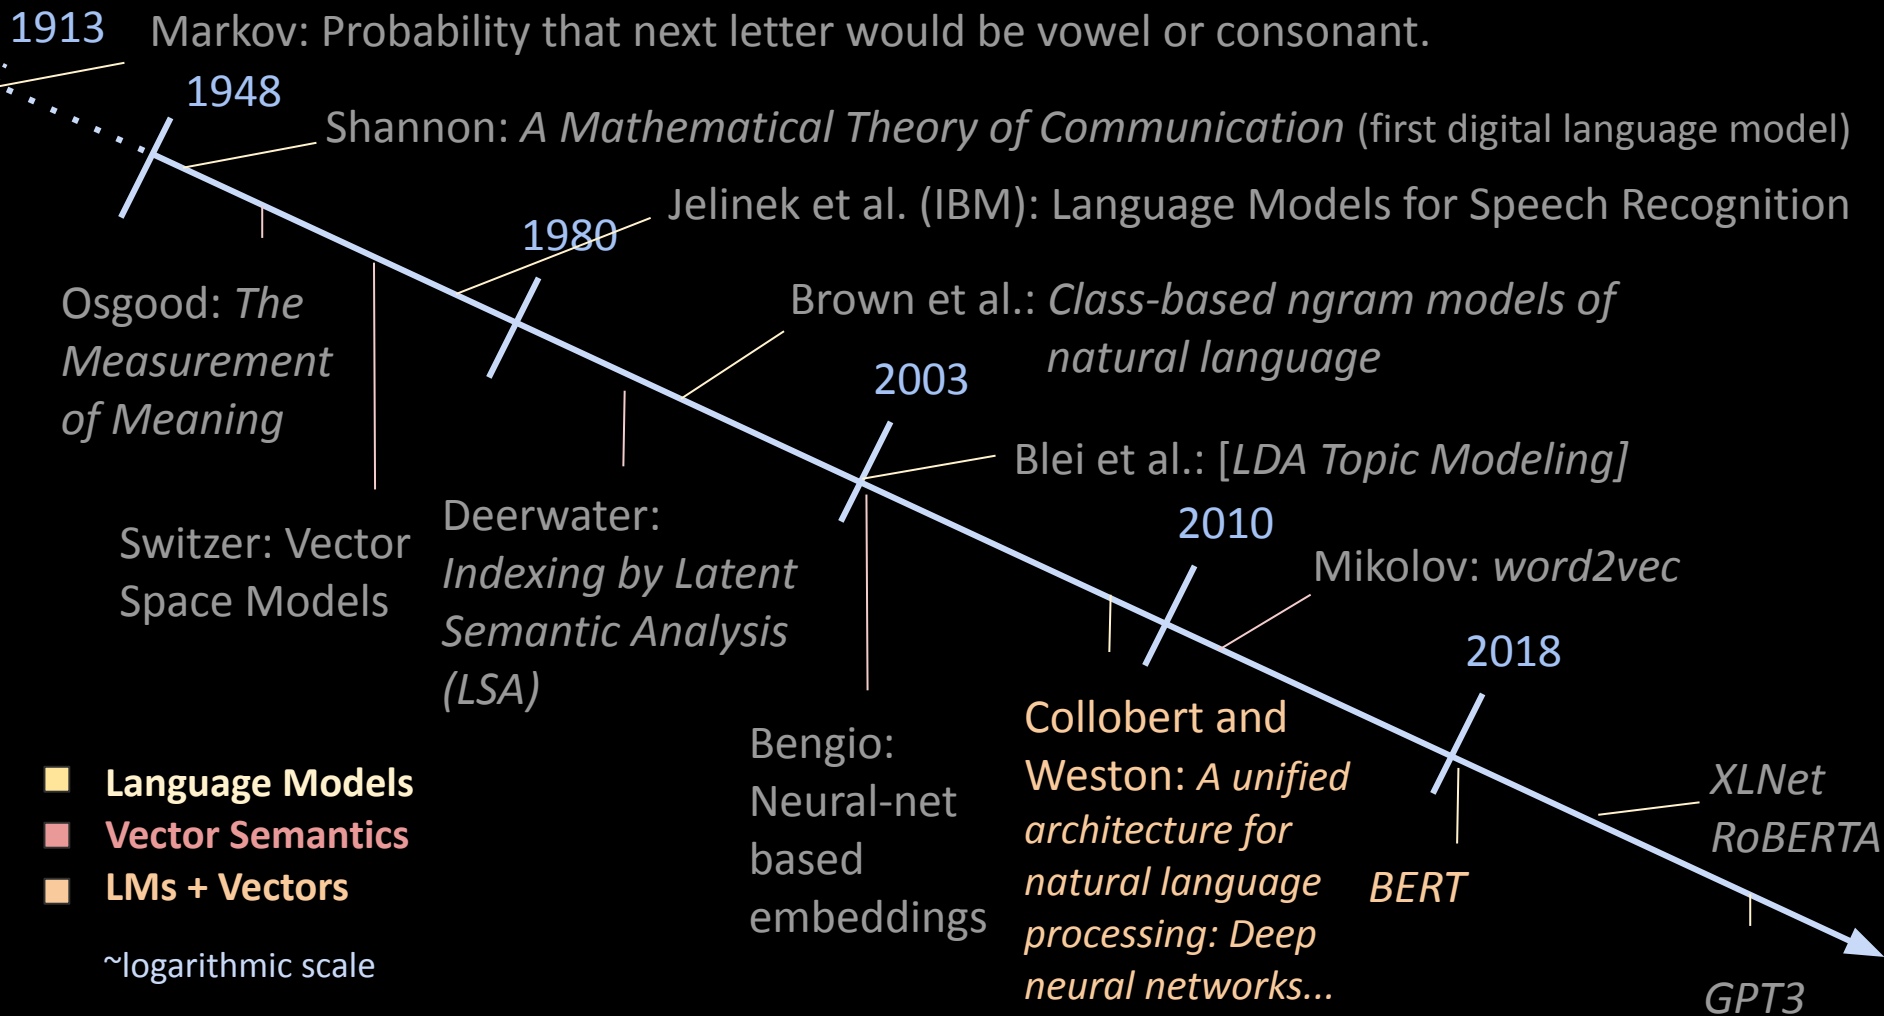 1913
Markov: Probability that next letter would be vowel or consonant.
1948
Shannon: A Mathematical Theory of Communication (first digital language model)
Jelinek et al. (IBM): Language Models for Speech Recognition
1980
Osgood: The
Measurement
of Meaning
Brown et al.: Class-based ngram models of
natural language
2003
Blei et al.: [LDA Topic Modeling]
Switzer: Vector
Space Models
Deerwater:
Indexing by Latent
Semantic Analysis
(LSA)
2010
Mikolov: word2vec
2018
Bengio:
Neural-net
based
embeddings
Collobert and
Weston: A unified
architecture for
natural language
processing: Deep
neural networks...
BERT
XLNet
RoBERTA
GPT3
Language Models
Vector Semantics
LMs + Vectors
~logarithmic scale